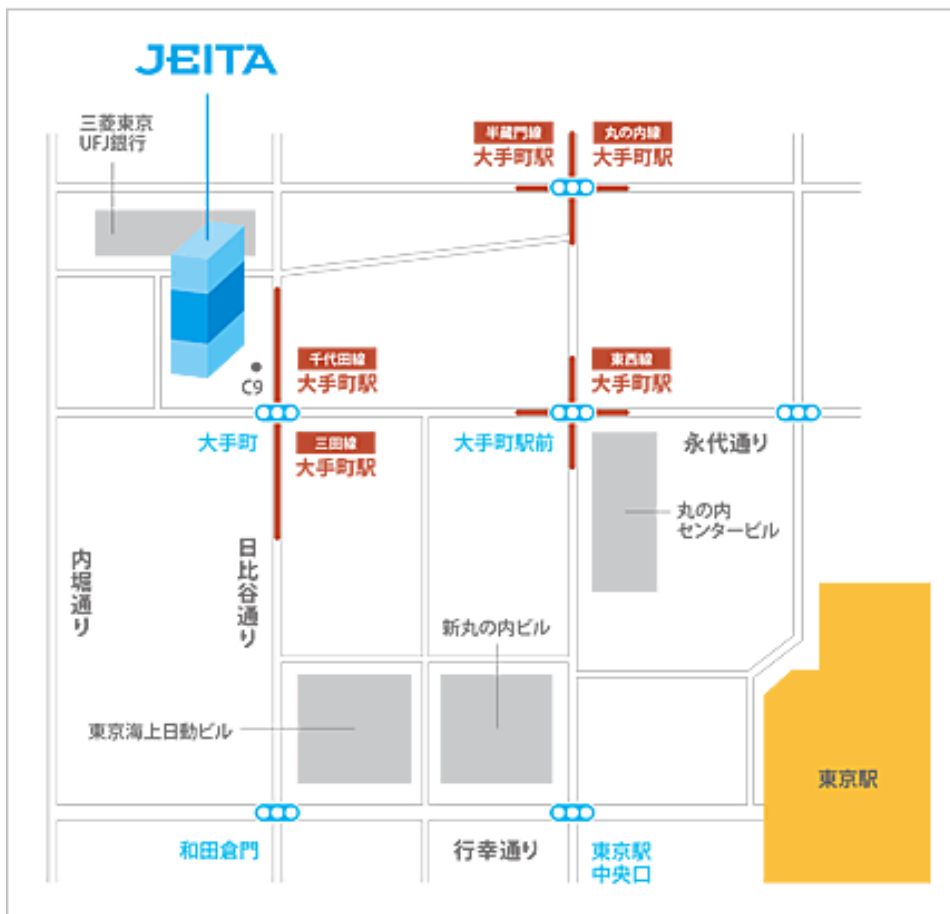 JEITA
三菱東京
UFJ銀行
半蔵門線
大手町駅
丸の内線
大手町駅
千代田線
大手町駅
C9
東西線
大手町駅
大手町
三田線
大手町駅
大手町駅前
永代通り
丸の内
センタービル
内堀通り
日比谷通り
新丸の内ビル
東京海上日動ビル
東京駅
和田倉門
行幸通り
東京駅
中央口